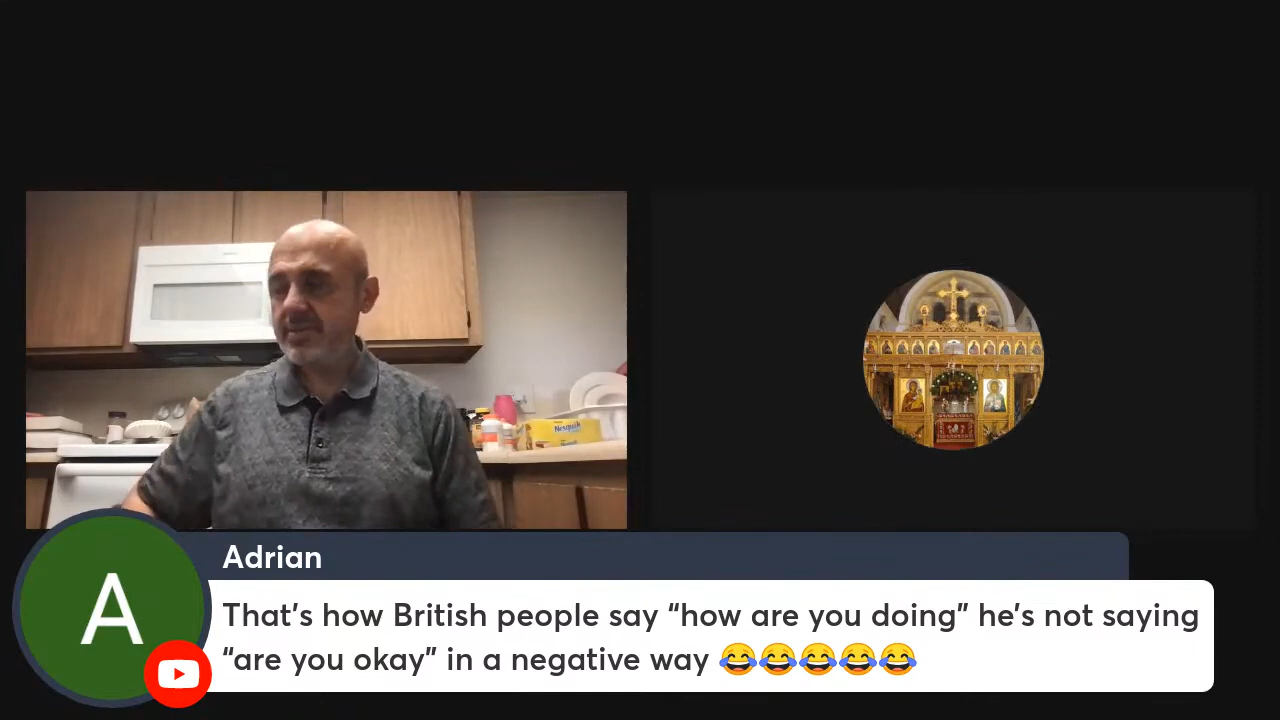 Nesquik
A
Adrian
That's how British people say “how are you doing” he's not saying
“are you okay” in a negative way 😂😂😂😂😂